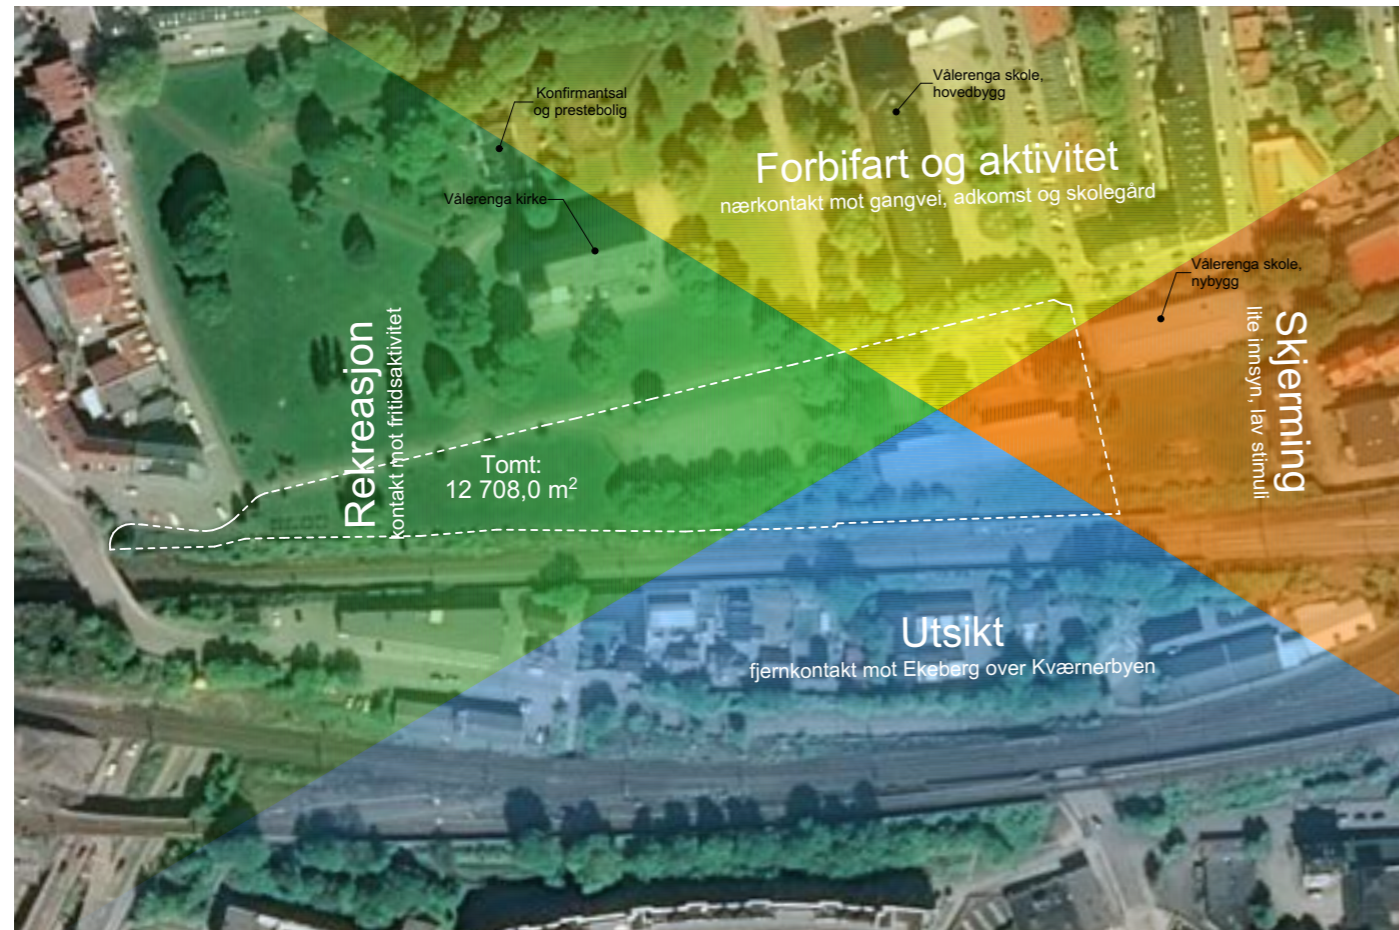 Konfirmantsal
og prestebolig
Vålerenga skole,
hovedbygg
Forbifart og aktivitet
nærkontakt mot gangvei, adkomst og skolegård
Vålerenga kirke
Vålerenga skole,
nybygg
Skjerming
lite innsyn, lav stimuli
Rekreasjon
kontakt mot fritidsaktivitet
Tomt:
12 708,0 m²
Utsikt
fjernkontakt mot Ekeberg over Kværnerbyen